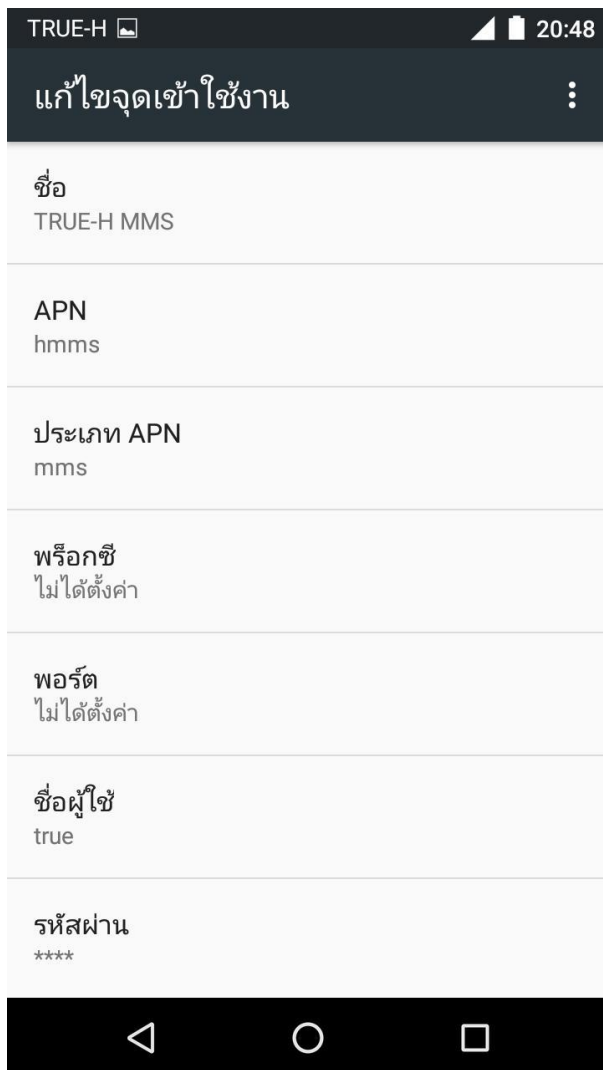 TRUE-H 20:48
แก้ไขจุดเข้าใช้งาน
ชื่อ
TRUE-H MMS
APN
hmms
ประเภท APN
mms
พร็อกซี
ไม่ได้ตั้งค่า
พอร์ต
ไม่ได้ตั้งค่า
ชื่อผู้ใช้
true
รหัสผ่าน
****